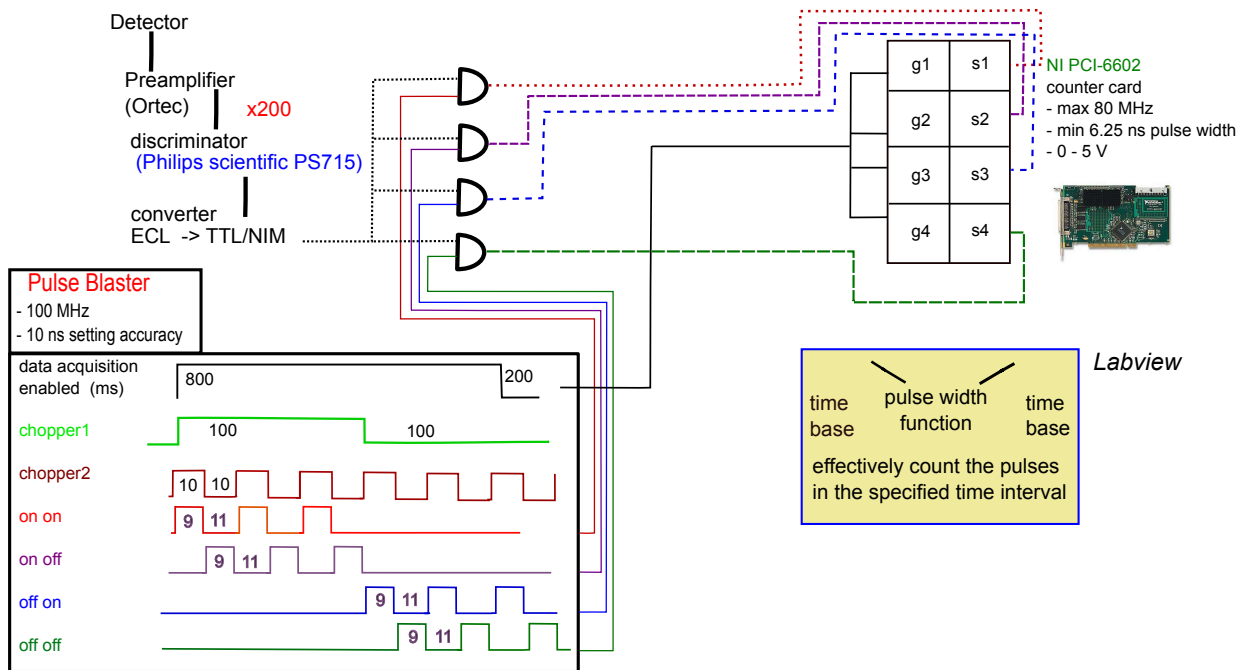 Detector
Preamplifier
(Ortec)
x200
discriminator
(Philips scientific PS715)
converter
ECL -> TTL/NIM
g1 s1
g2 s2
g3 s3
g4 s4
NI PCI-6602
counter card
- max 80 MHz
- min 6.25 ns pulse width
- 0 - 5 V
Pulse Blaster
- 100 MHz
- 10 ns setting accuracy
data acquisition
enabled (ms)
800
200
chopper1
100 100
chopper2
10 10
on on
9 11
on off
9 11
off on
9 11
off off
9 11
Labview
time
base
pulse width
function
time
base
effectively count the pulses
in the specified time interval